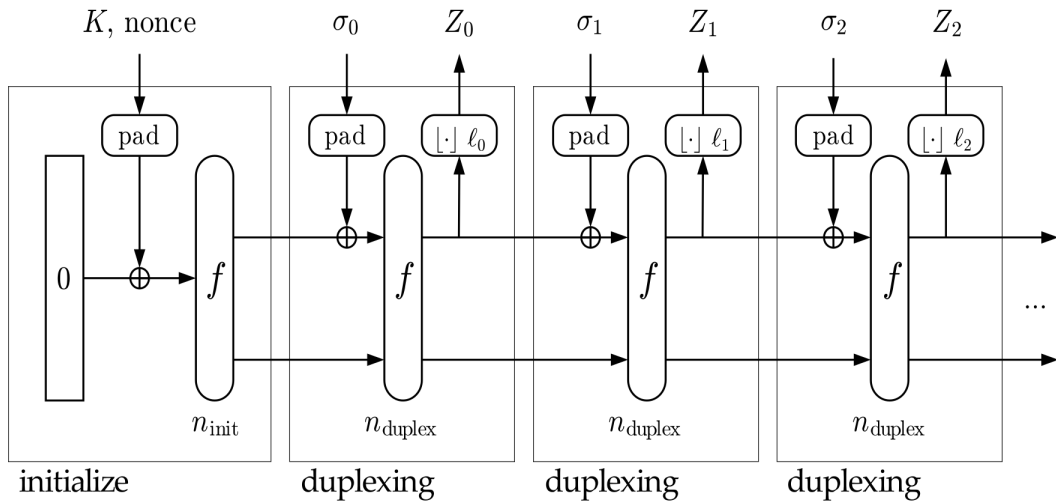 K, nonce σ₀ Z₀ σ₁ Z₁ σ₂ Z₂
pad pad ⌊·⌋ ℓ₀ pad ⌊·⌋ ℓ₁ pad ⌊·⌋ ℓ₂
0 f f f f
...
n_init n_duplex n_duplex n_duplex
initialize duplexing duplexing duplexing